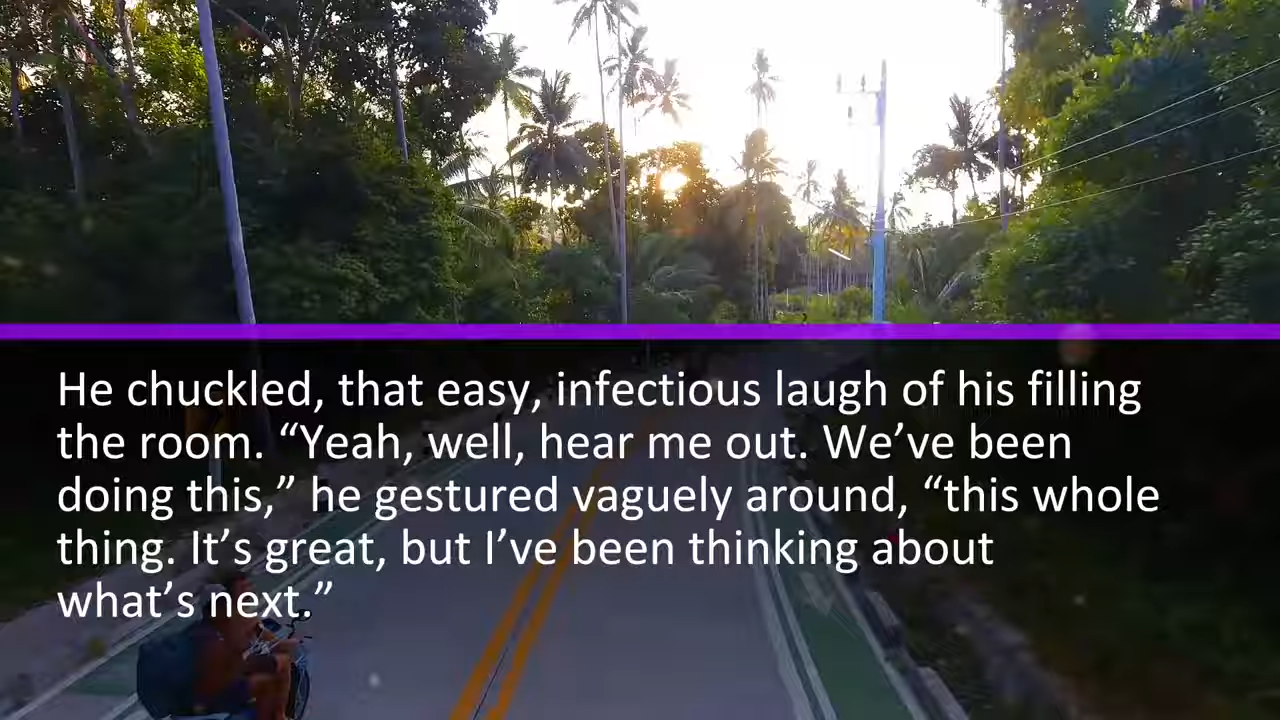 He chuckled, that easy, infectious laugh of his filling
the room. “Yeah, well, hear me out. We’ve been
doing this,” he gestured vaguely around, “this whole
thing. It’s great, but I’ve been thinking about
what’s next.”